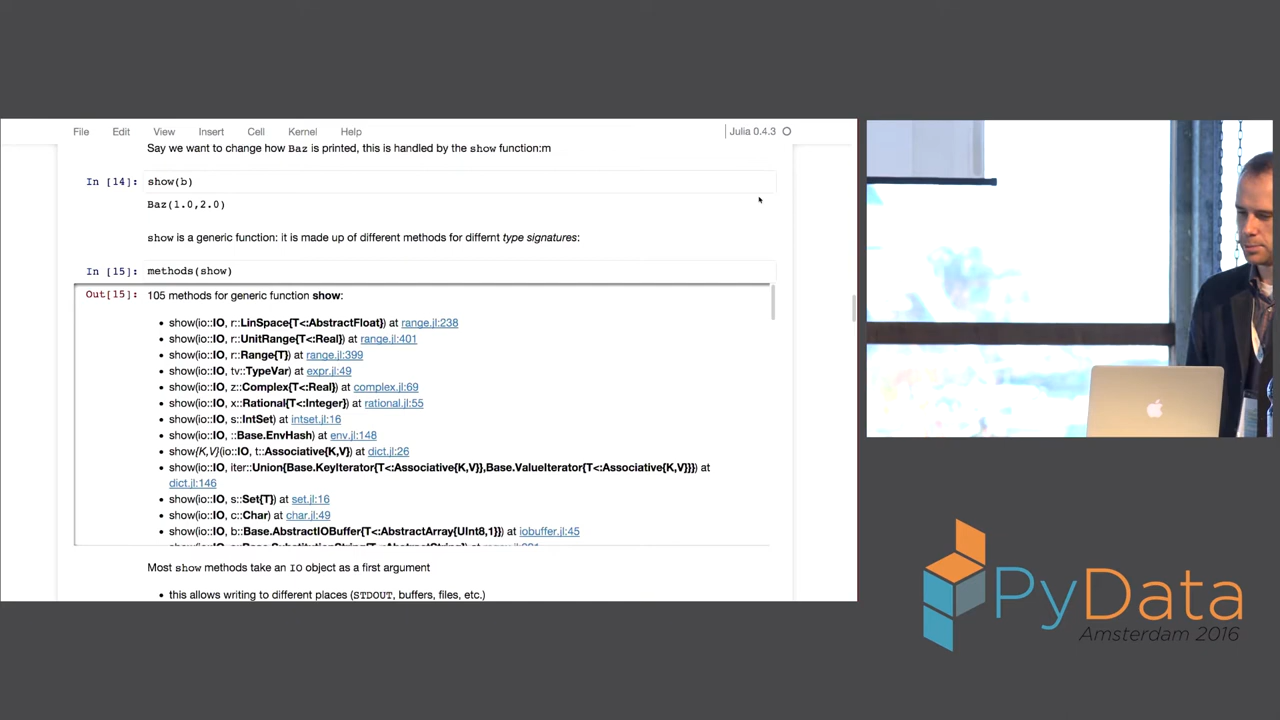 File Edit View Insert Cell Kernel Help Julia 0.4.3
Say we want to change how Baz is printed, this is handled by the show function:m
In [14]: show(b)
Baz(1.0,2.0)
show is a generic function: it is made up of different methods for differnt type signatures:
In [15]: methods(show)
Out[15]: 105 methods for generic function show:
• show(io::IO, r::LinSpace{T<:AbstractFloat}) at range.jl:238
• show(io::IO, r::UnitRange{T<:Real}) at range.jl:401
• show(io::IO, r::Range{T}) at range.jl:399
• show(io::IO, tv::TypeVar) at expr.jl:49
• show(io::IO, z::Complex{T<:Real}) at complex.jl:69
• show(io::IO, x::Rational{T<:Integer}) at rational.jl:55
• show(io::IO, s::IntSet) at intset.jl:16
• show(io::IO, ::Base.EnvHash) at env.jl:148
• show{K,V}(io::IO, t::Associative{K,V}) at dict.jl:26
• show(io::IO, iter::Union{Base.KeyIterator{T<:Associative{K,V}},Base.ValueIterator{T<:Associative{K,V}}}) at
dict.jl:146
• show(io::IO, s::Set{T}) at set.jl:16
• show(io::IO, c::Char) at char.jl:49
• show(io::IO, b::Base.AbstractIOBuffer{T<:AbstractArray{UInt8,1}}) at iobuffer.jl:45
Most show methods take an IO object as a first argument
• this allows writing to different places (STDOUT, buffers, files, etc.)
PyData
Amsterdam 2016